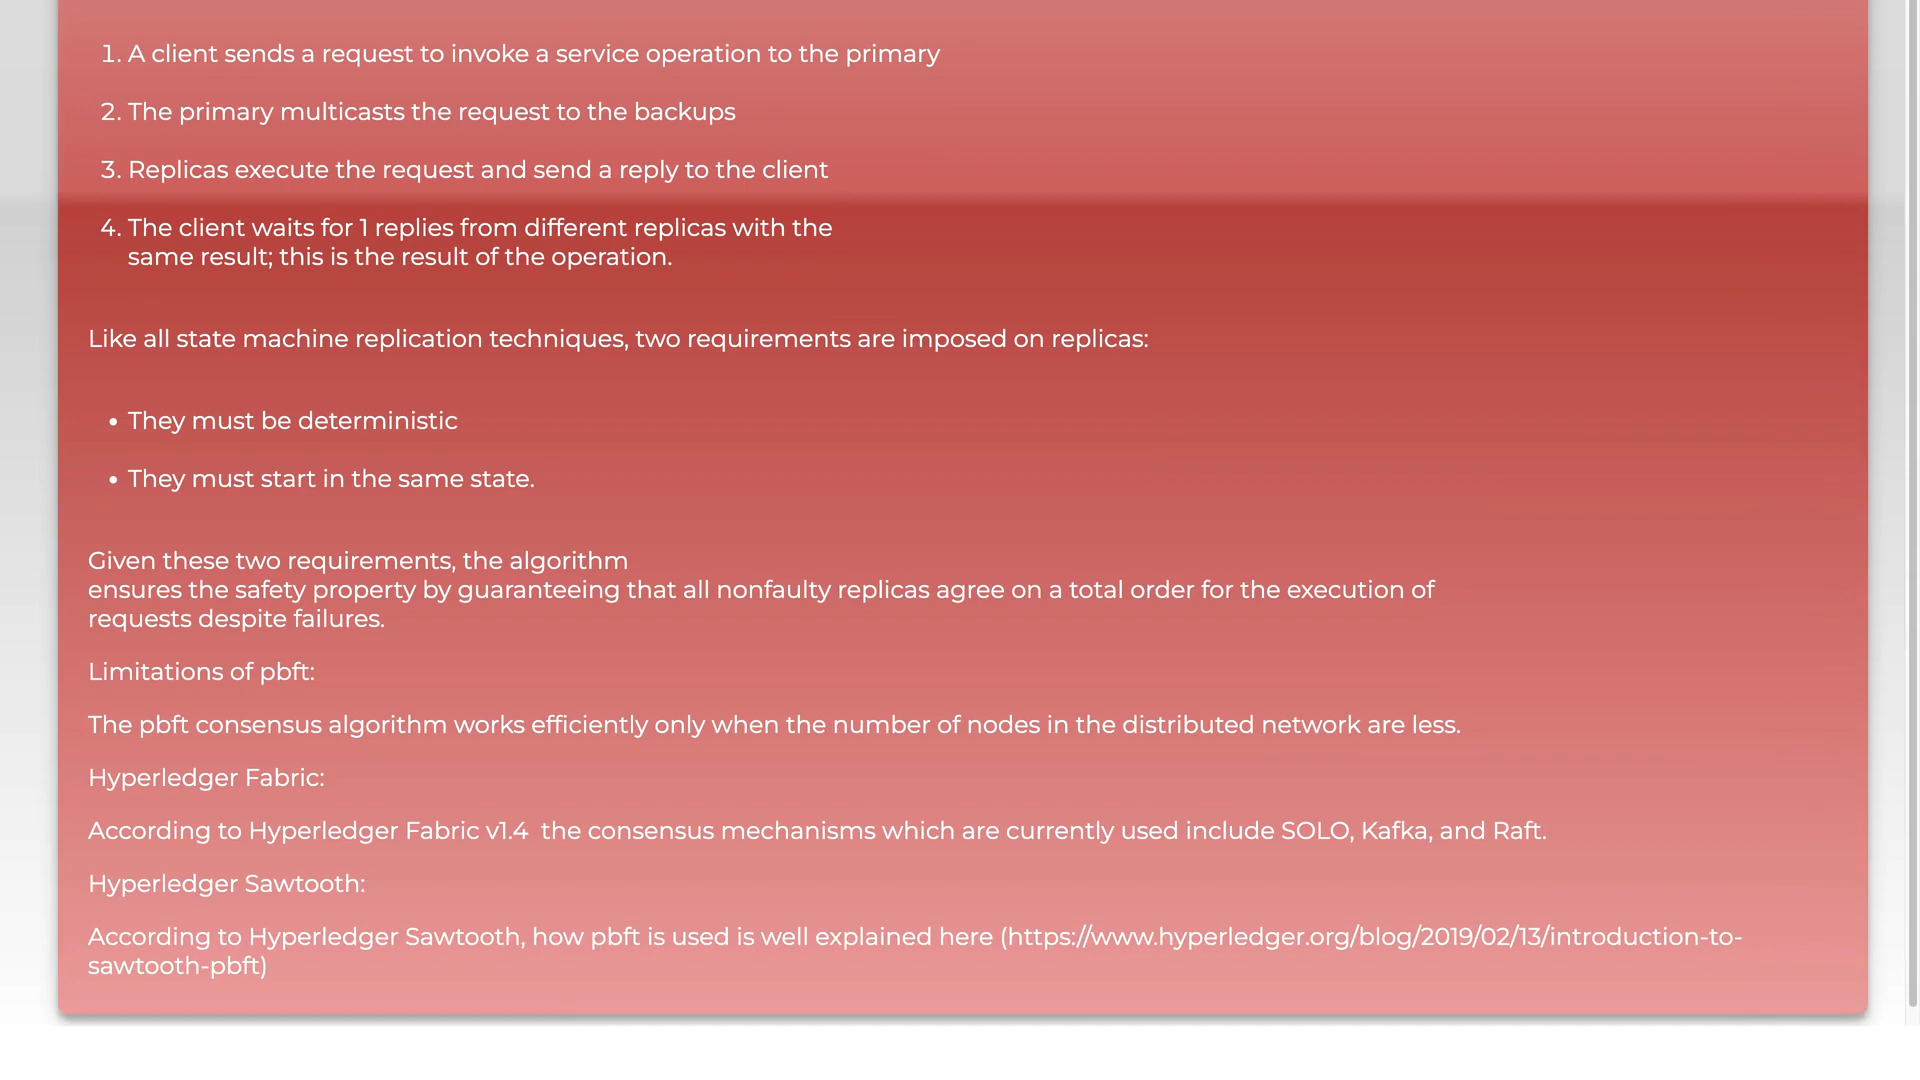 1. A client sends a request to invoke a service operation to the primary
2. The primary multicasts the request to the backups
3. Replicas execute the request and send a reply to the client
4. The client waits for 1 replies from different replicas with the
same result; this is the result of the operation.
Like all state machine replication techniques, two requirements are imposed on replicas:
• They must be deterministic
• They must start in the same state.
Given these two requirements, the algorithm
ensures the safety property by guaranteeing that all nonfaulty replicas agree on a total order for the execution of
requests despite failures.
Limitations of pbft:
The pbft consensus algorithm works efficiently only when the number of nodes in the distributed network are less.
Hyperledger Fabric:
According to Hyperledger Fabric v1.4  the consensus mechanisms which are currently used include SOLO, Kafka, and Raft.
Hyperledger Sawtooth:
According to Hyperledger Sawtooth, how pbft is used is well explained here (https://www.hyperledger.org/blog/2019/02/13/introduction-to-
sawtooth-pbft)